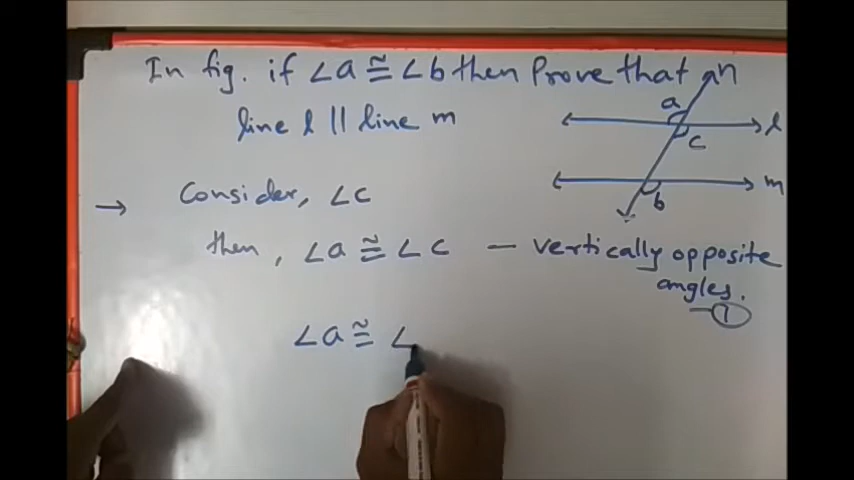 In fig. if ∠a ≅ ∠b then Prove that
line l || line m
n
a
l
c
m
b
→ Consider, ∠c
then, ∠a ≅ ∠c — vertically opposite
angles.
— 1
∠a ≅ ∠